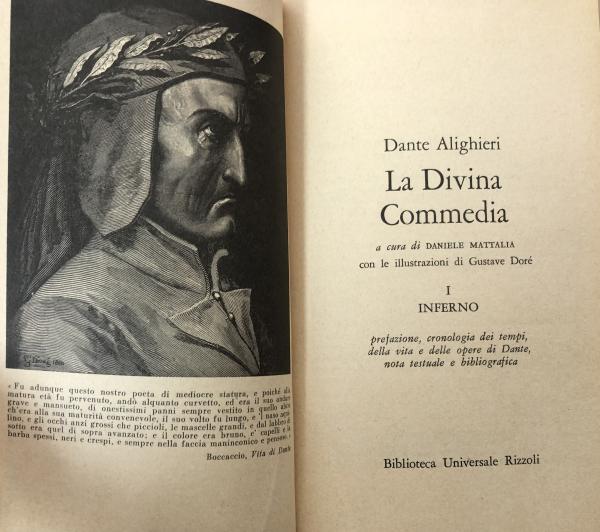 « Fu adunque questo nostro poeta di mediocre statura, e poiché alla
matura età fu pervenuto, andò alquanto curvetto, ed era il suo andare
grave e mansueto, di onestissimi panni sempre vestito in quello abito
ch'era alla sua maturità convenevole, il suo volto fu lungo, e il naso aqui-
lino, e gli occhi anzi grossi che piccioli, le mascelle grandi, e dal labbro di
sotto era quel di sopra avanzato; e il colore era bruno, e' capelli e la
barba spessi, neri e crespi, e sempre nella faccia maninconico e pensoso. »
Boccaccio, Vita di Dante
Dante Alighieri
La Divina
Commedia
a cura di DANIELE MATTALIA
con le illustrazioni di Gustave Doré
I
INFERNO
prefazione, cronologia dei tempi,
della vita e delle opere di Dante,
nota testuale e bibliografica
Biblioteca Universale Rizzoli